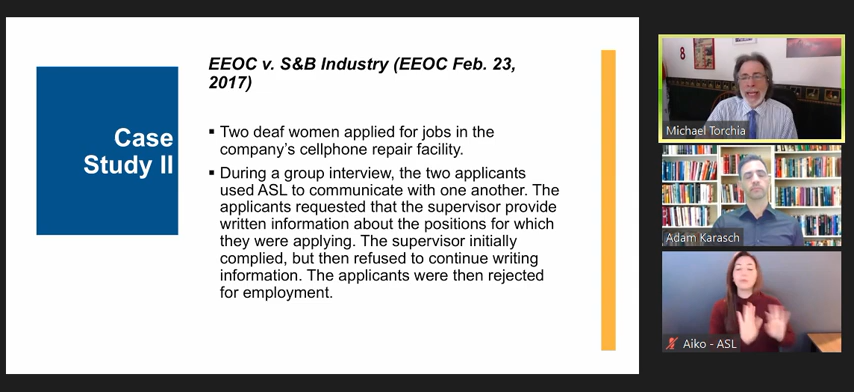 Case
Study II
EEOC v. S&B Industry (EEOC Feb. 23,
2017)
▪ Two deaf women applied for jobs in the
company's cellphone repair facility.
▪ During a group interview, the two applicants
used ASL to communicate with one another. The
applicants requested that the supervisor provide
written information about the positions for which
they were applying. The supervisor initially
complied, but then refused to continue writing
information. The applicants were then rejected
for employment.
8
Michael Torchia
Adam Karasch
Aiko - ASL